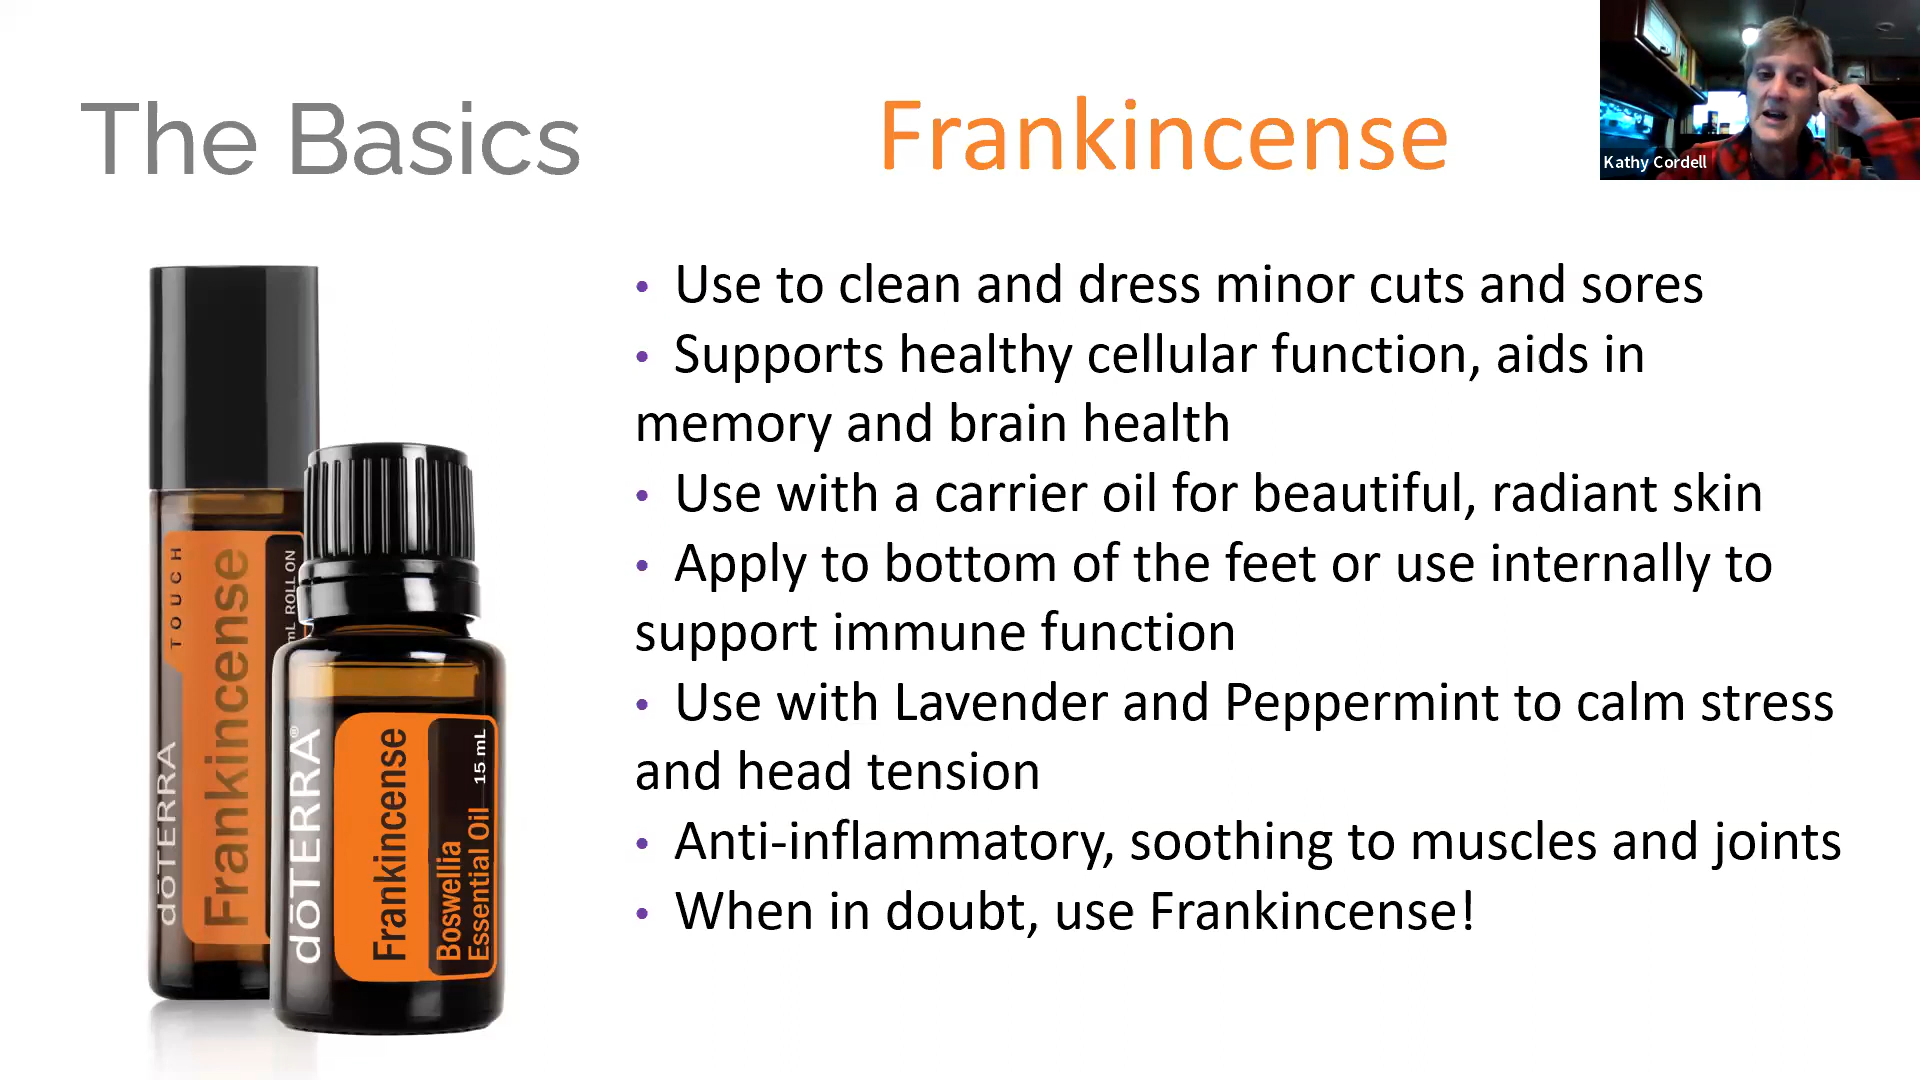 The Basics
Frankincense
Kathy Cordell
• Use to clean and dress minor cuts and sores
• Supports healthy cellular function, aids in
memory and brain health
• Use with a carrier oil for beautiful, radiant skin
• Apply to bottom of the feet or use internally to
support immune function
• Use with Lavender and Peppermint to calm stress
and head tension
• Anti-inflammatory, soothing to muscles and joints
• When in doubt, use Frankincense!
dōTERRA
Frankincense
TOUCH
mL ROLL ON
dōTERRA®
Frankincense
Boswellia
Essential Oil 15 mL